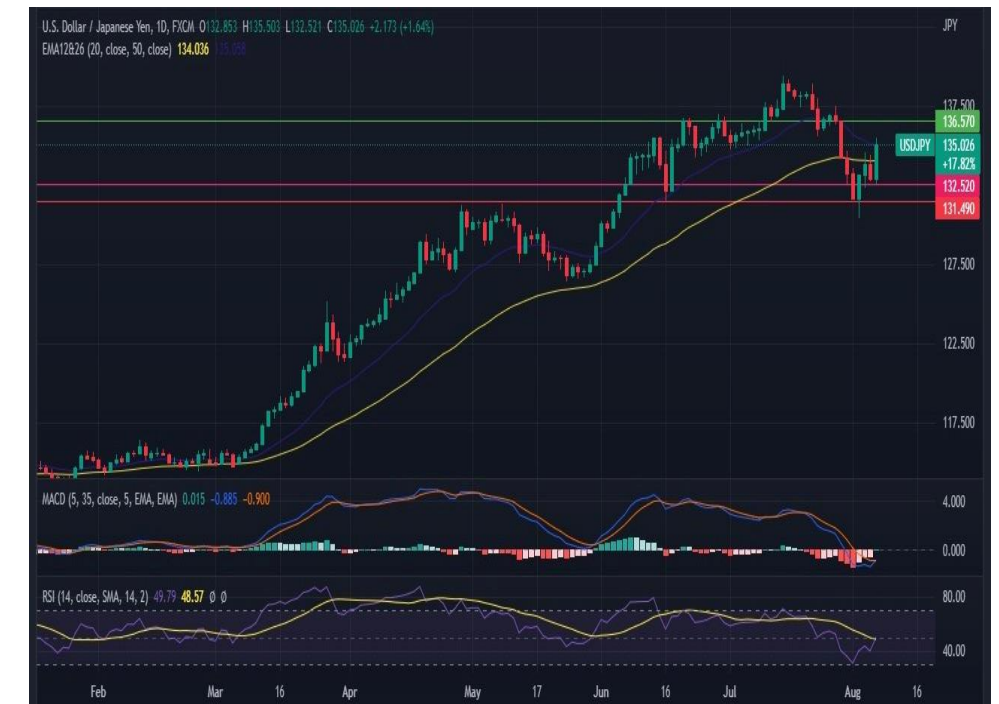 U.S. Dollar / Japanese Yen, 1D, FXCM O132.853 H135.503 L132.521 C135.026 +2.173 (+1.64%)
JPY
EMA12&26 (20, close, 50, close) 134.036
137.500
136.570
USDJPY 135.026
+17.82%
132.520
131.490
127.500
122.500
117.500
MACD (5, 35, close, 5, EMA, EMA) 0.015 −0.885 −0.900
4.000
0.000
RSI (14, close, SMA, 14, 2) 49.79 48.57 Ø Ø
80.00
40.00
Feb Mar 16 Apr May 17 Jun 16 Jul Aug 16